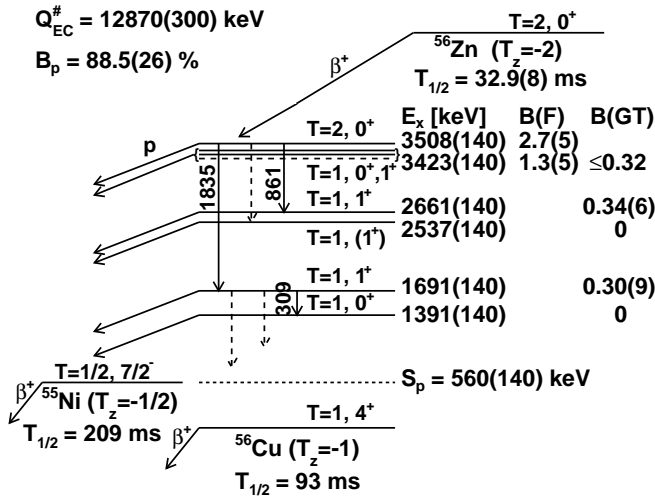 Q#EC = 12870(300) keV
Bp = 88.5(26) %
T=2, 0+
56Zn (Tz=-2)
T1/2 = 32.9(8) ms
β+
Ex [keV] B(F) B(GT)
T=2, 0+ 3508(140) 2.7(5)
p
3423(140) 1.3(5) ≤0.32
T=1, 0+,1+
1835
861
T=1, 1+ 2661(140) 0.34(6)
T=1, (1+) 2537(140) 0
T=1, 1+ 1691(140) 0.30(9)
309
T=1, 0+ 1391(140) 0
T=1/2, 7/2- Sp = 560(140) keV
β+
55Ni (Tz=-1/2)
T1/2 = 209 ms
T=1, 4+
β+
56Cu (Tz=-1)
T1/2 = 93 ms